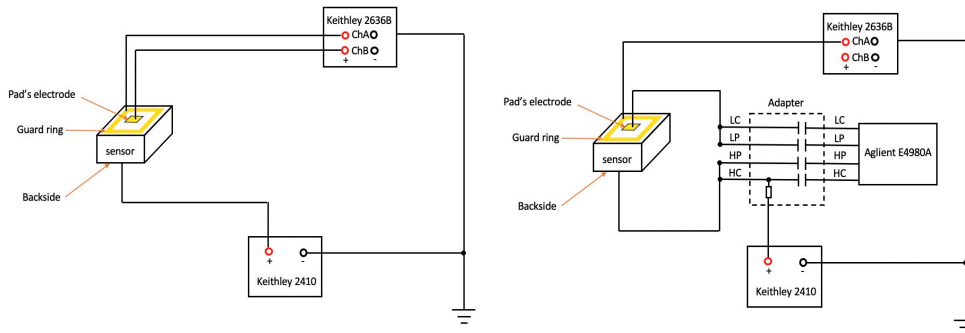 Keithley 2636B
ChA
ChB
+ -
Pad's electrode
Guard ring
sensor
Backside
+ -
Keithley 2410
Keithley 2636B
ChA
ChB
+ -
Pad's electrode
Guard ring
sensor
Backside
Adapter
LC LC
LP LP
HP HP
HC HC
Aglient E4980A
+ -
Keithley 2410